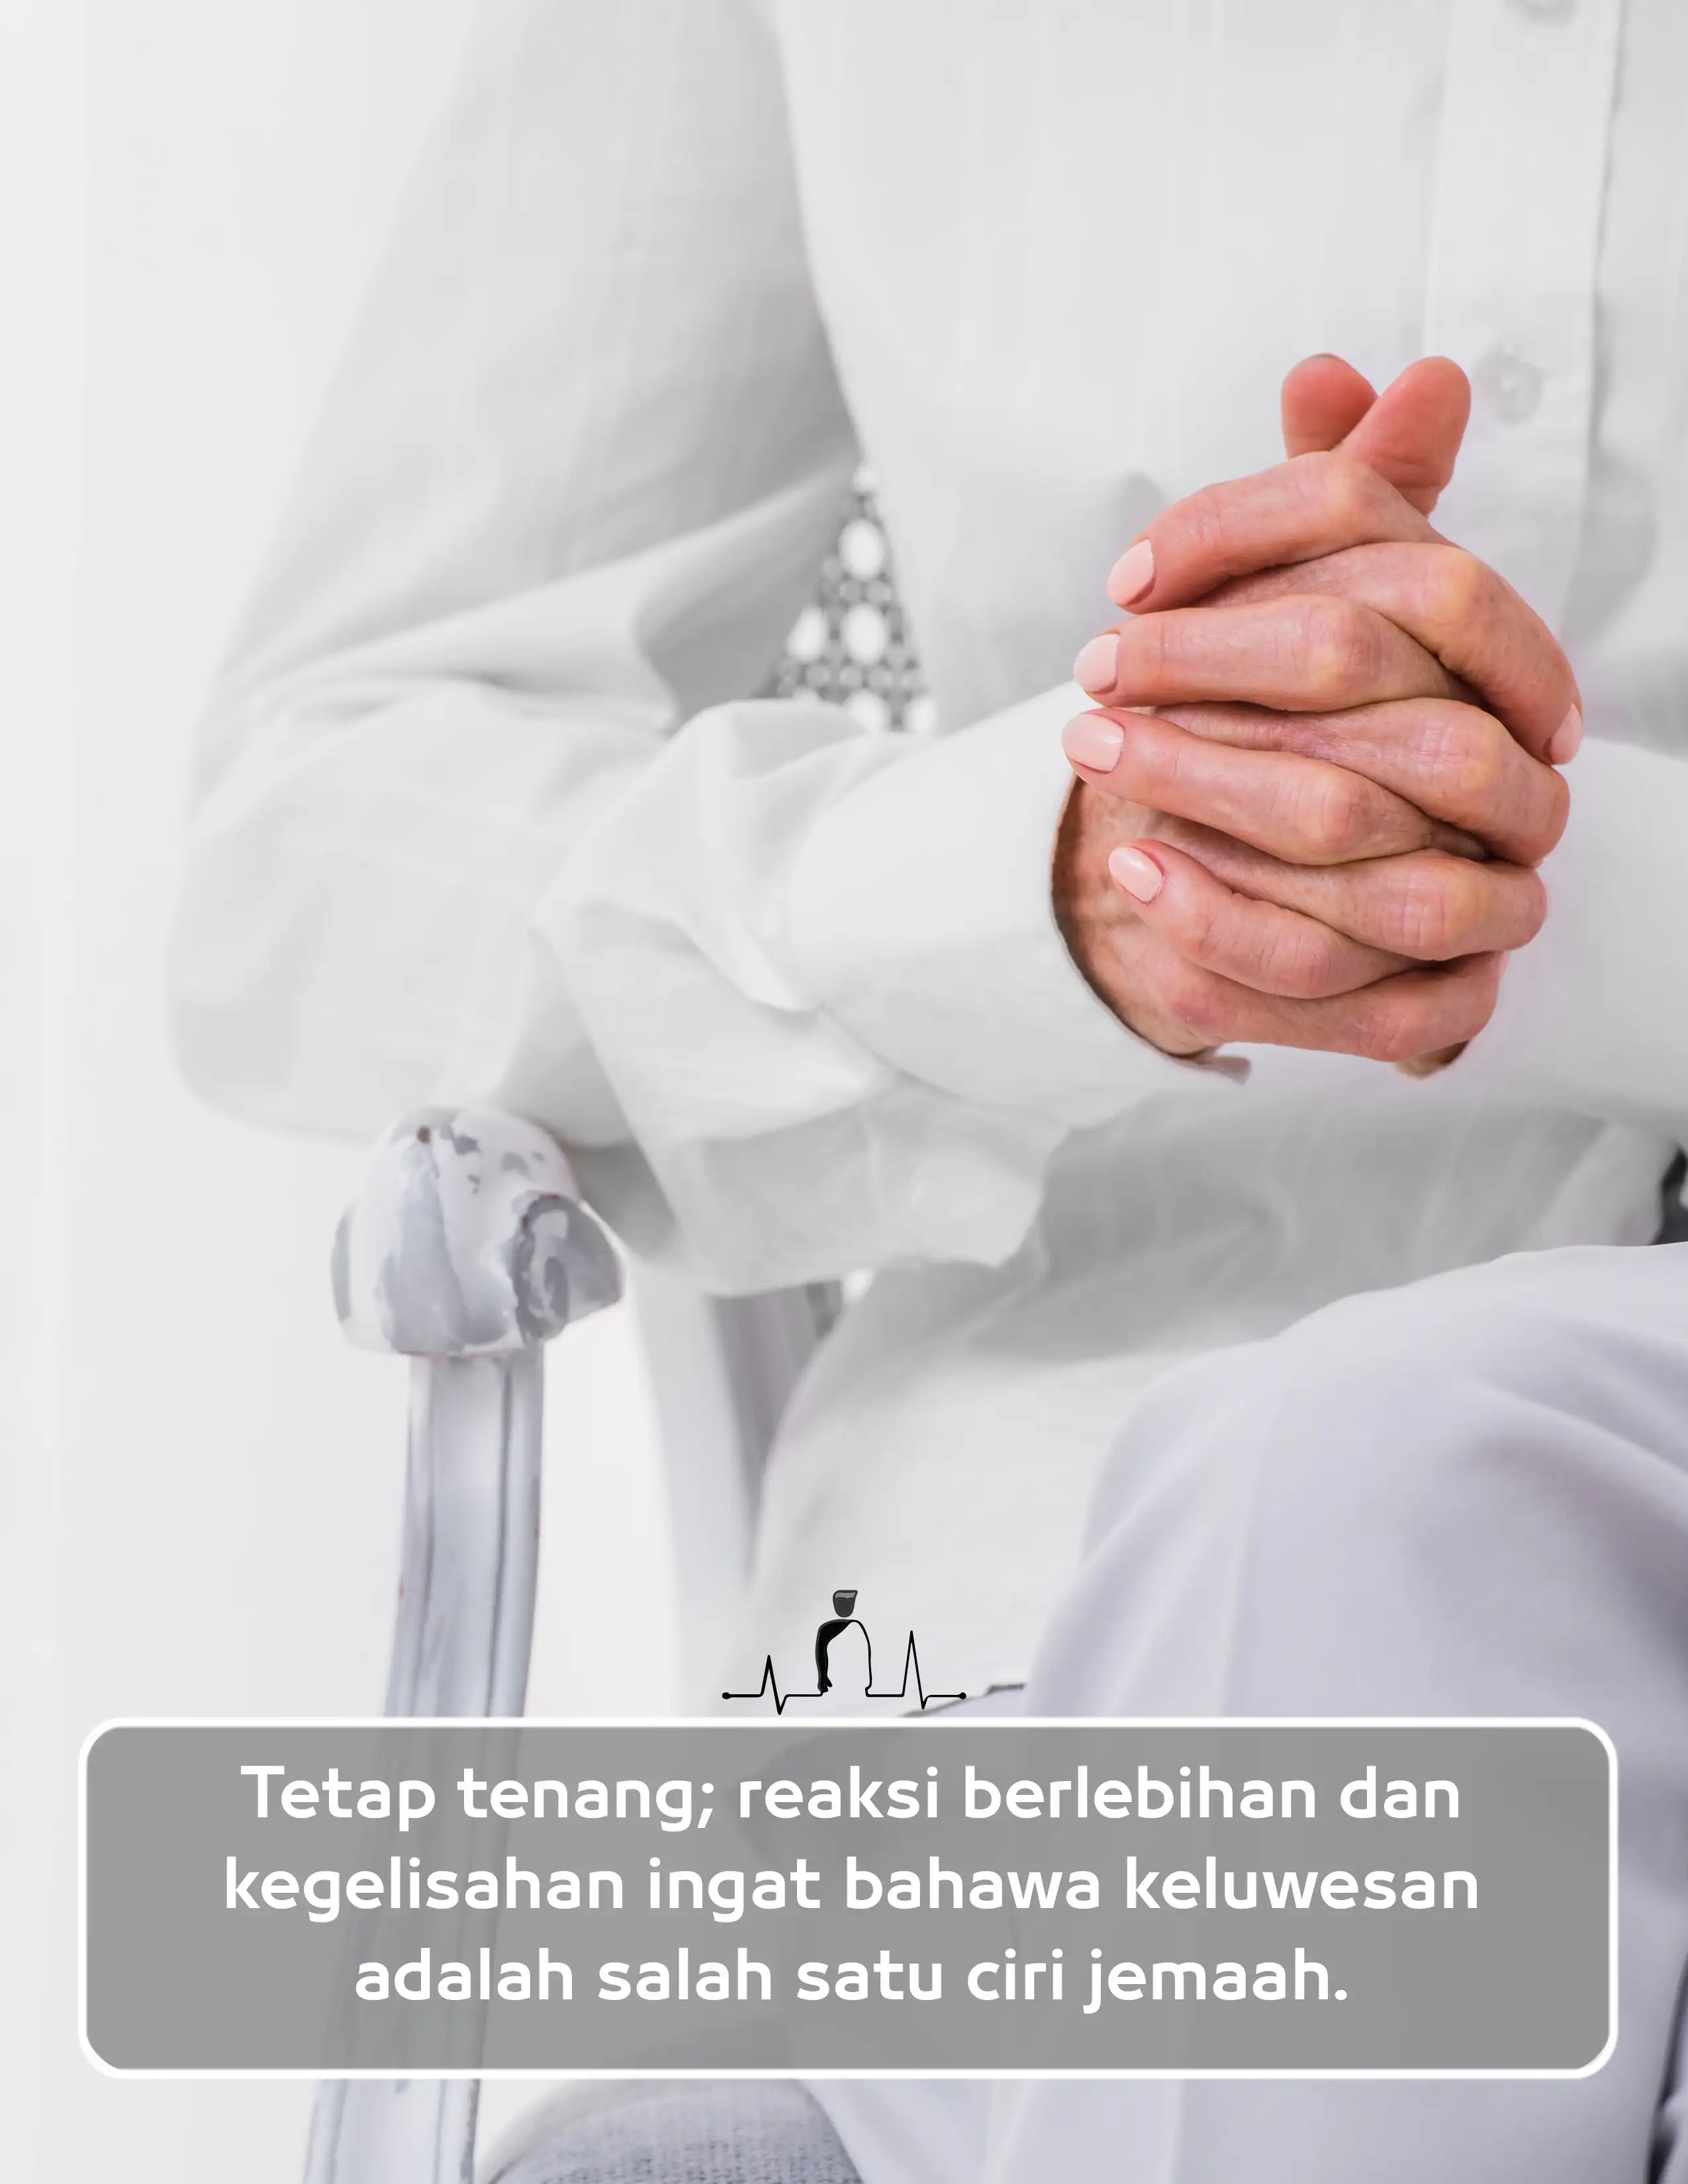 Tetap tenang; reaksi berlebihan dan
kegelisahan ingat bahawa keluwesan
adalah salah satu ciri jemaah.